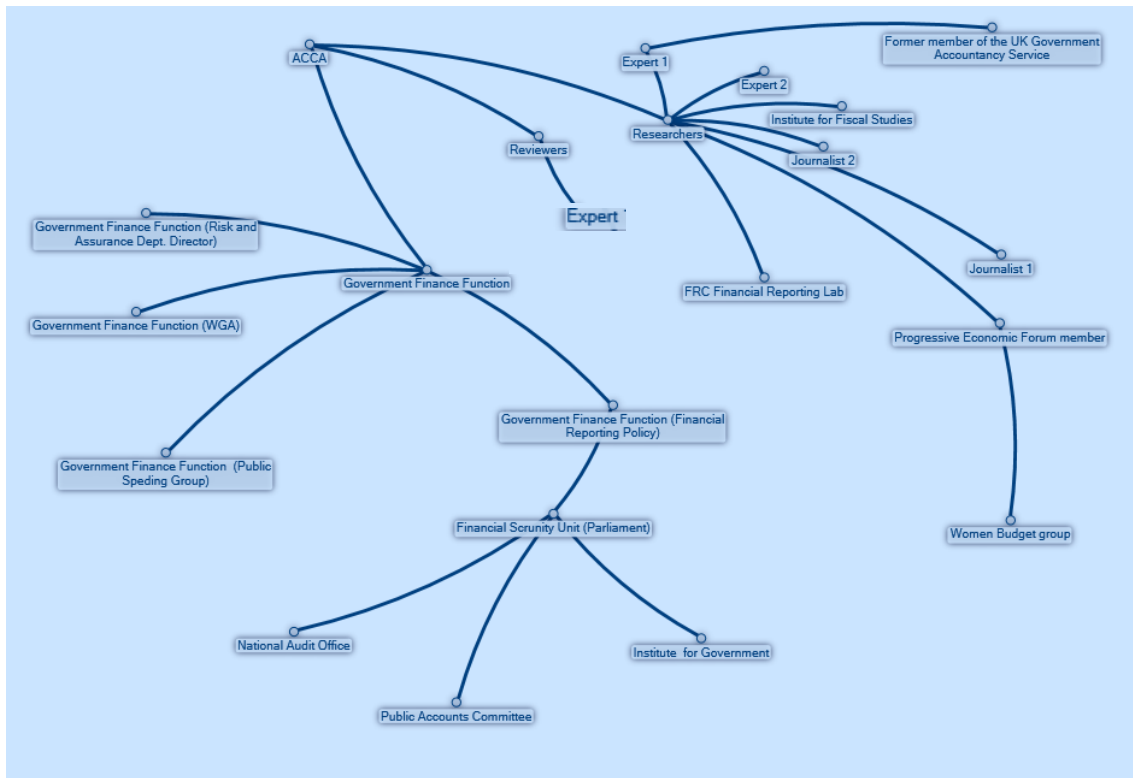 Former member of the UK Government
Accountancy Service
ACCA
Expert 1
Expert 2
Institute for Fiscal Studies
Researchers
Reviewers
Journalist 2
Expert
Government Finance Function (Risk and
Assurance Dept. Director)
Journalist 1
Government Finance Function
FRC Financial Reporting Lab
Government Finance Function (WGA)
Progressive Economic Forum member
Government Finance Function (Financial
Reporting Policy)
Government Finance Function  (Public
Speding Group)
Financial Scrunity Unit (Parliament)
Women Budget group
National Audit Office
Institute  for Government
Public Accounts Committee